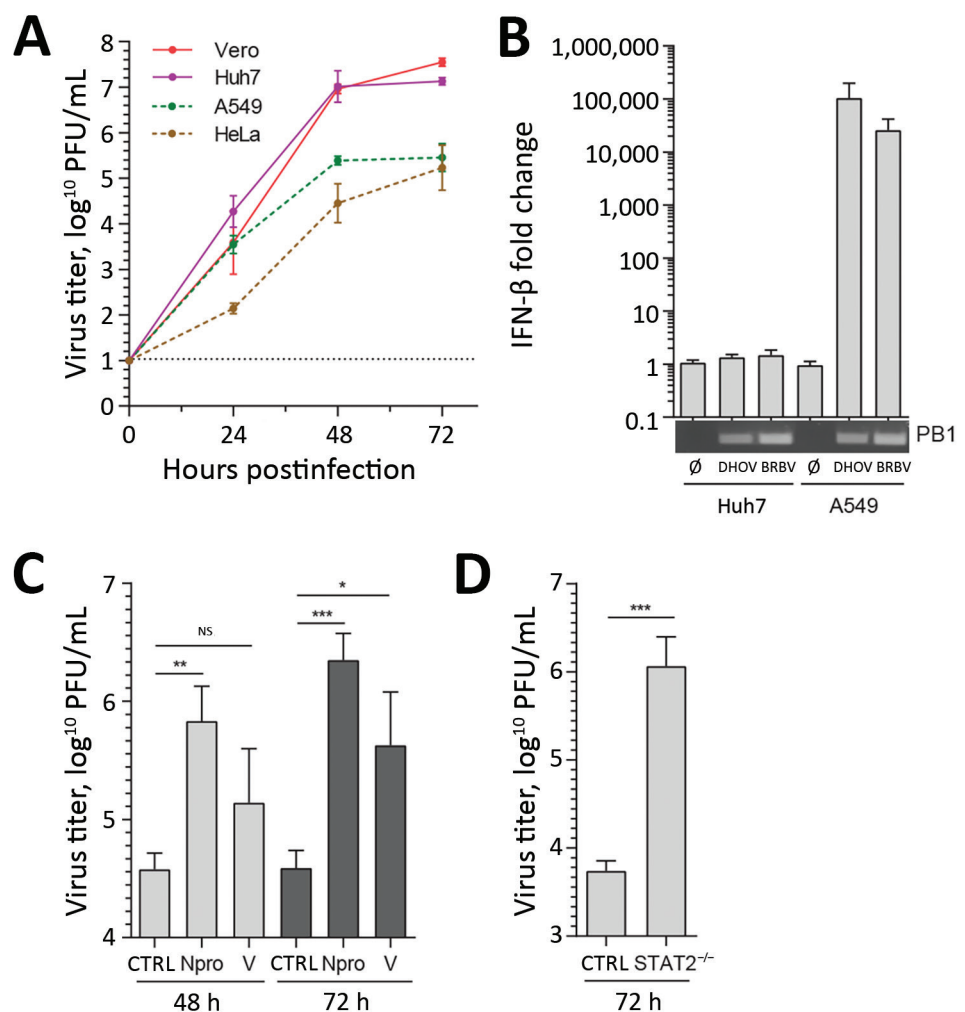 A
Virus titer, log¹⁰ PFU/mL
8
7
6
5
4
3
2
1
0
Vero
Huh7
A549
HeLa
0 24 48 72
Hours postinfection
B
IFN-β fold change
1,000,000
100,000
10,000
1,000
100
10
1
0.1
PB1
Ø DHOV BRBV Ø DHOV BRBV
Huh7 A549
C
Virus titer, log¹⁰ PFU/mL
7
6
5
4
NS
**
*
***
CTRL Npro V CTRL Npro V
48 h 72 h
D
Virus titer, log¹⁰ PFU/mL
7
6
5
4
3
***
CTRL STAT2⁻/⁻
72 h